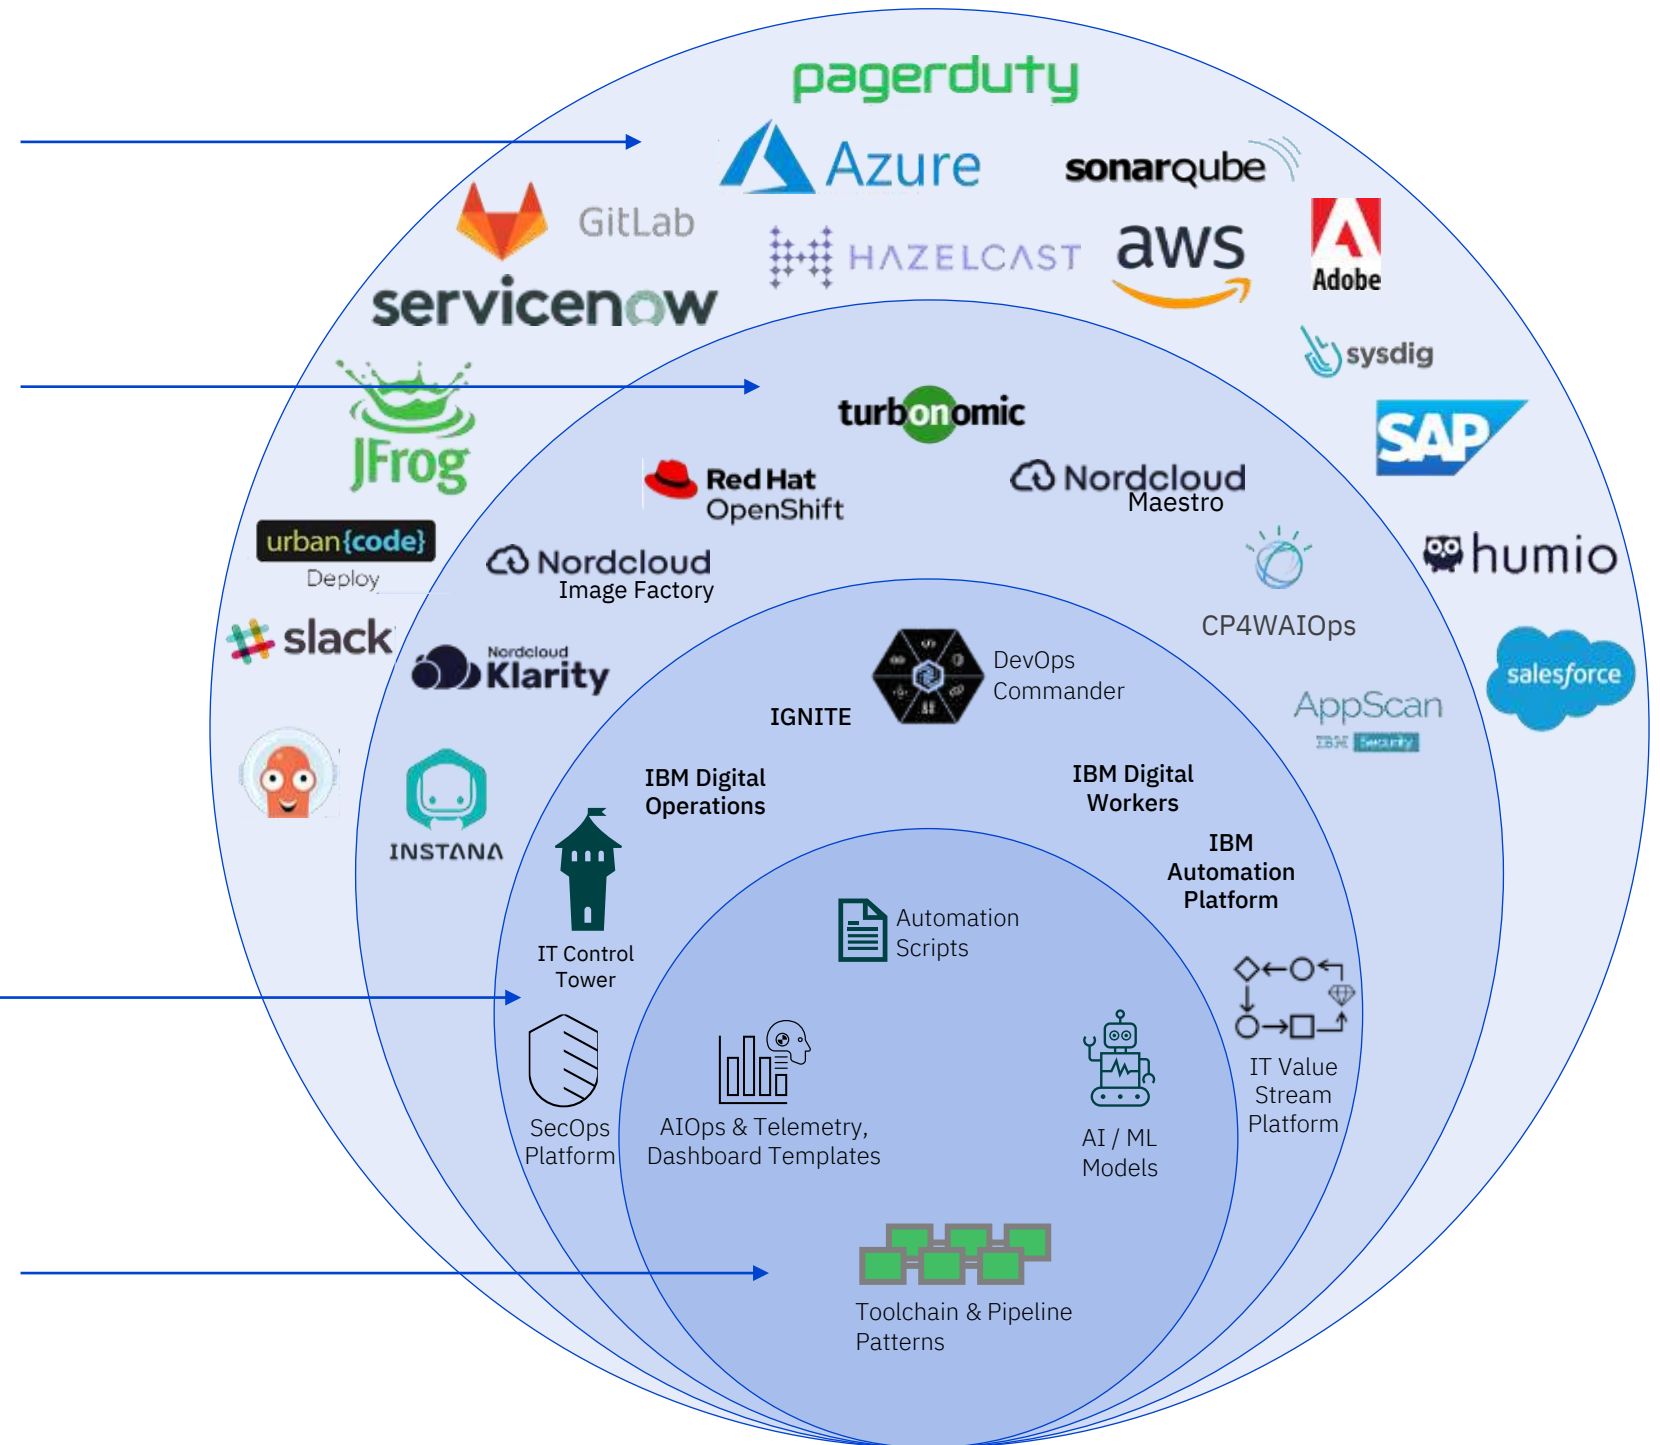 pagerduty
Azure
sonarqube
GitLab
HAZELCAST
aws
Adobe
servicenow
sysdig
JFrog
turbonomic
SAP
Red Hat
OpenShift
Nordcloud
Maestro
urban{code}
Deploy
Nordcloud
Image Factory
humio
CP4WAIOps
slack
Nordcloud
Klarity
DevOps
Commander
salesforce
IGNITE
AppScan
IBM Security
IBM Digital
Operations
IBM Digital
Workers
INSTANA
IBM
Automation
Platform
Automation
Scripts
IT Control
Tower
IT Value
Stream
Platform
SecOps
Platform
AIOps & Telemetry,
Dashboard Templates
AI / ML
Models
Toolchain & Pipeline
Patterns